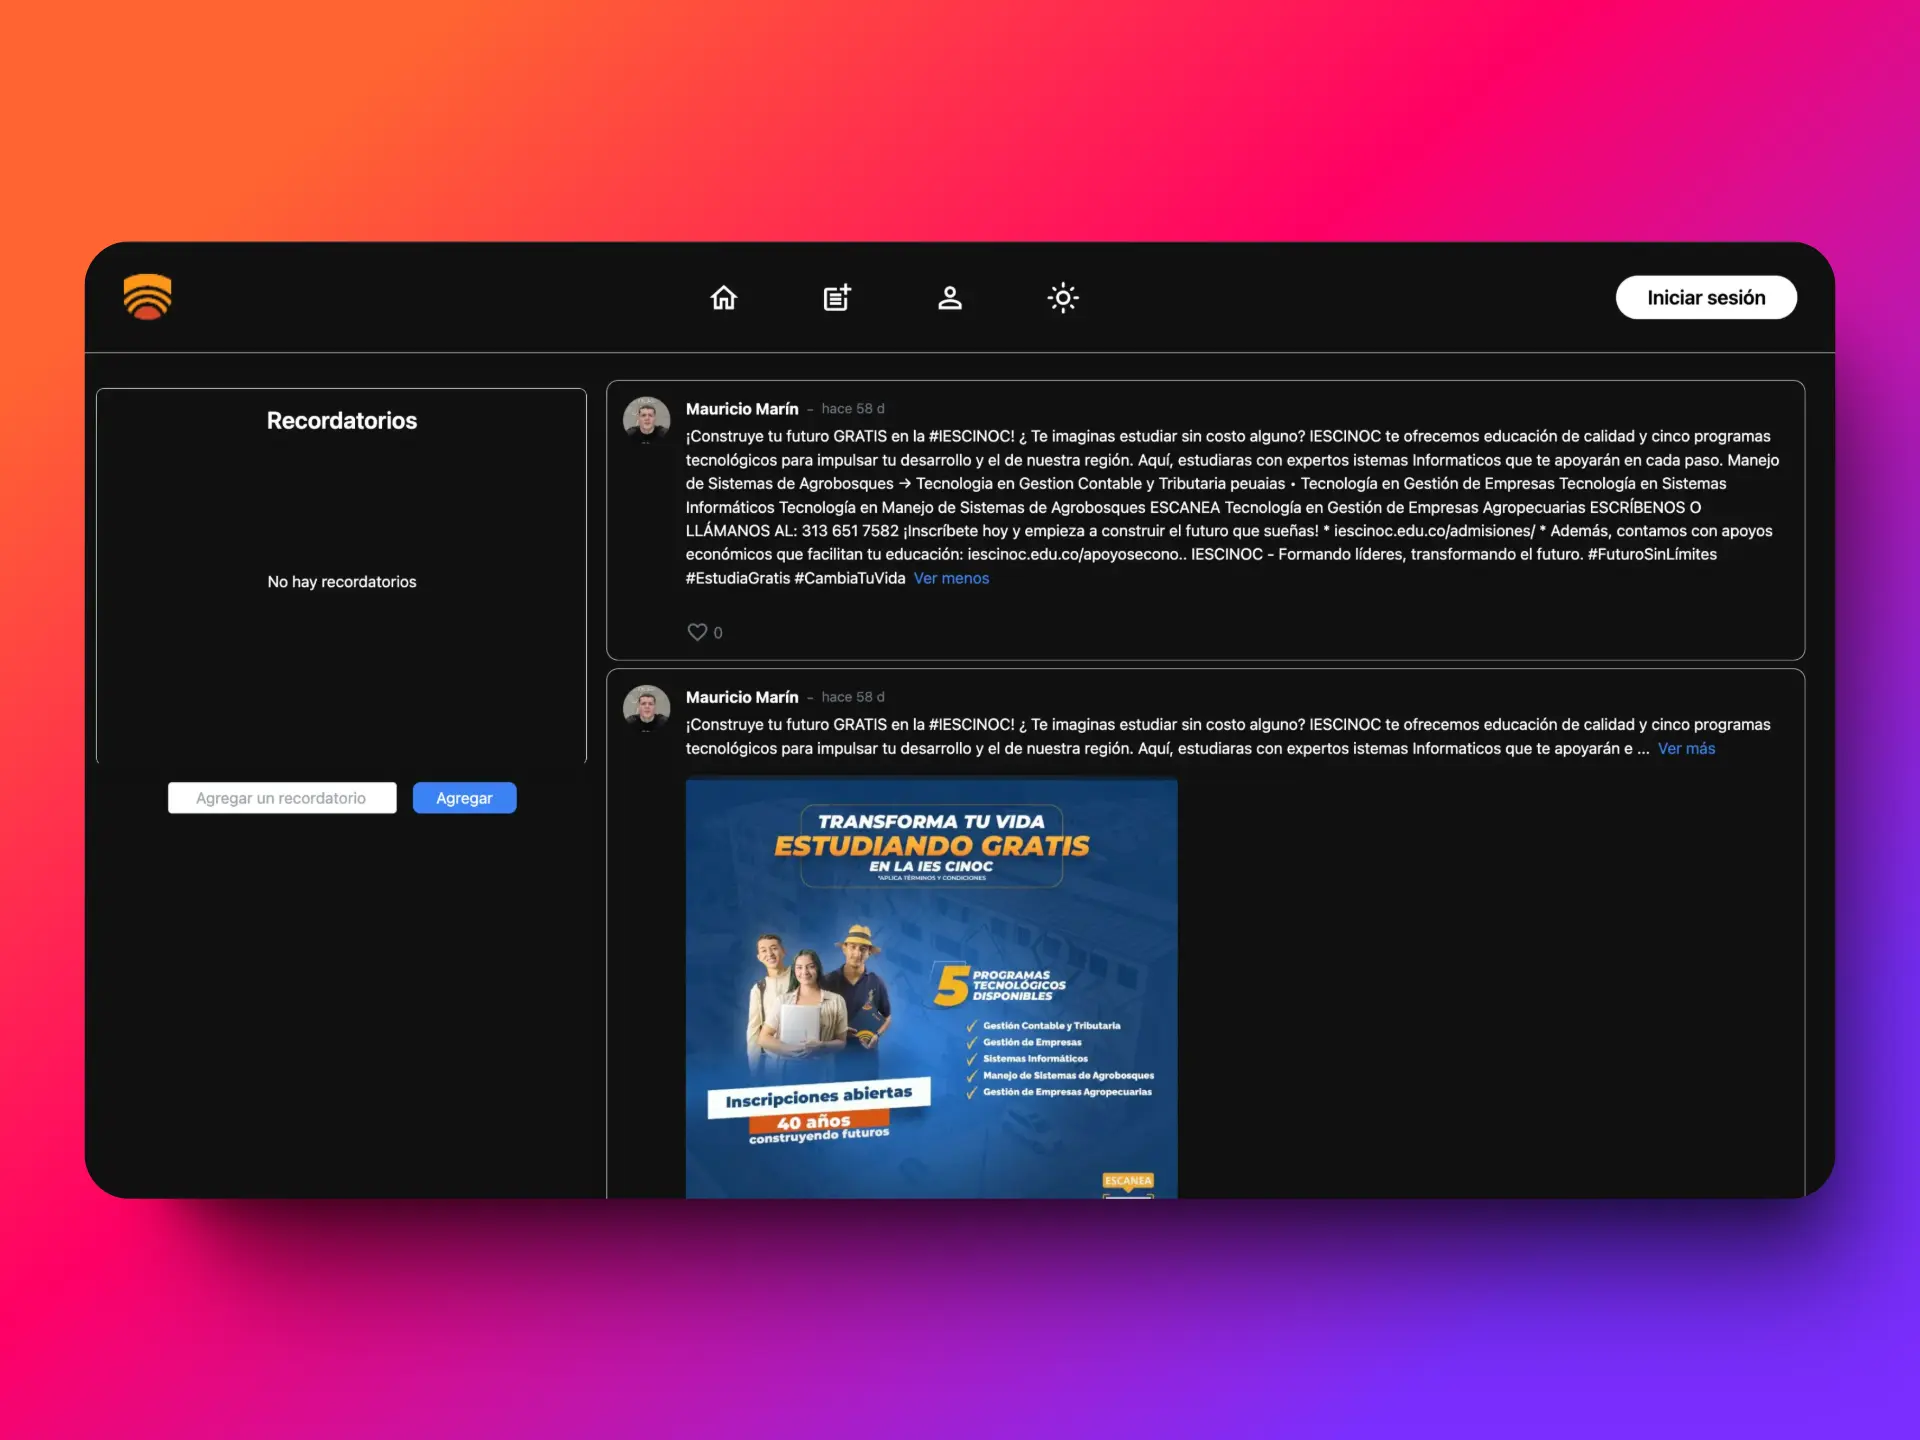 Iniciar sesión
Recordatorios
No hay recordatorios
Agregar un recordatorio
Agregar
Mauricio Marín - hace 58 d
¡Construye tu futuro GRATIS en la #IESCINOC! ¿ Te imaginas estudiar sin costo alguno? IESCINOC te ofrecemos educación de calidad y cinco programas
tecnológicos para impulsar tu desarrollo y el de nuestra región. Aquí, estudiaras con expertos istemas Informaticos que te apoyarán en cada paso. Manejo
de Sistemas de Agrobosques → Tecnologia en Gestion Contable y Tributaria peuaias • Tecnología en Gestión de Empresas Tecnología en Sistemas
Informáticos Tecnología en Manejo de Sistemas de Agrobosques ESCANEA Tecnología en Gestión de Empresas Agropecuarias ESCRÍBENOS O
LLÁMANOS AL: 313 651 7582 ¡Inscríbete hoy y empieza a construir el futuro que sueñas! * iescinoc.edu.co/admisiones/ * Además, contamos con apoyos
económicos que facilitan tu educación: iescinoc.edu.co/apoyosecono.. IESCINOC - Formando líderes, transformando el futuro. #FuturoSinLímites
#EstudiaGratis #CambiaTuVida Ver menos
0
Mauricio Marín - hace 58 d
¡Construye tu futuro GRATIS en la #IESCINOC! ¿ Te imaginas estudiar sin costo alguno? IESCINOC te ofrecemos educación de calidad y cinco programas
tecnológicos para impulsar tu desarrollo y el de nuestra región. Aquí, estudiaras con expertos istemas Informaticos que te apoyarán e ... Ver más
TRANSFORMA TU VIDA
ESTUDIANDO GRATIS
EN LA IES CINOC
*APLICA TÉRMINOS Y CONDICIONES
5 PROGRAMAS
TECNOLÓGICOS
DISPONIBLES
Gestión Contable y Tributaria
Gestión de Empresas
Sistemas Informáticos
Manejo de Sistemas de Agrobosques
Gestión de Empresas Agropecuarias
Inscripciones abiertas
40 años
construyendo futuros
ESCANEA